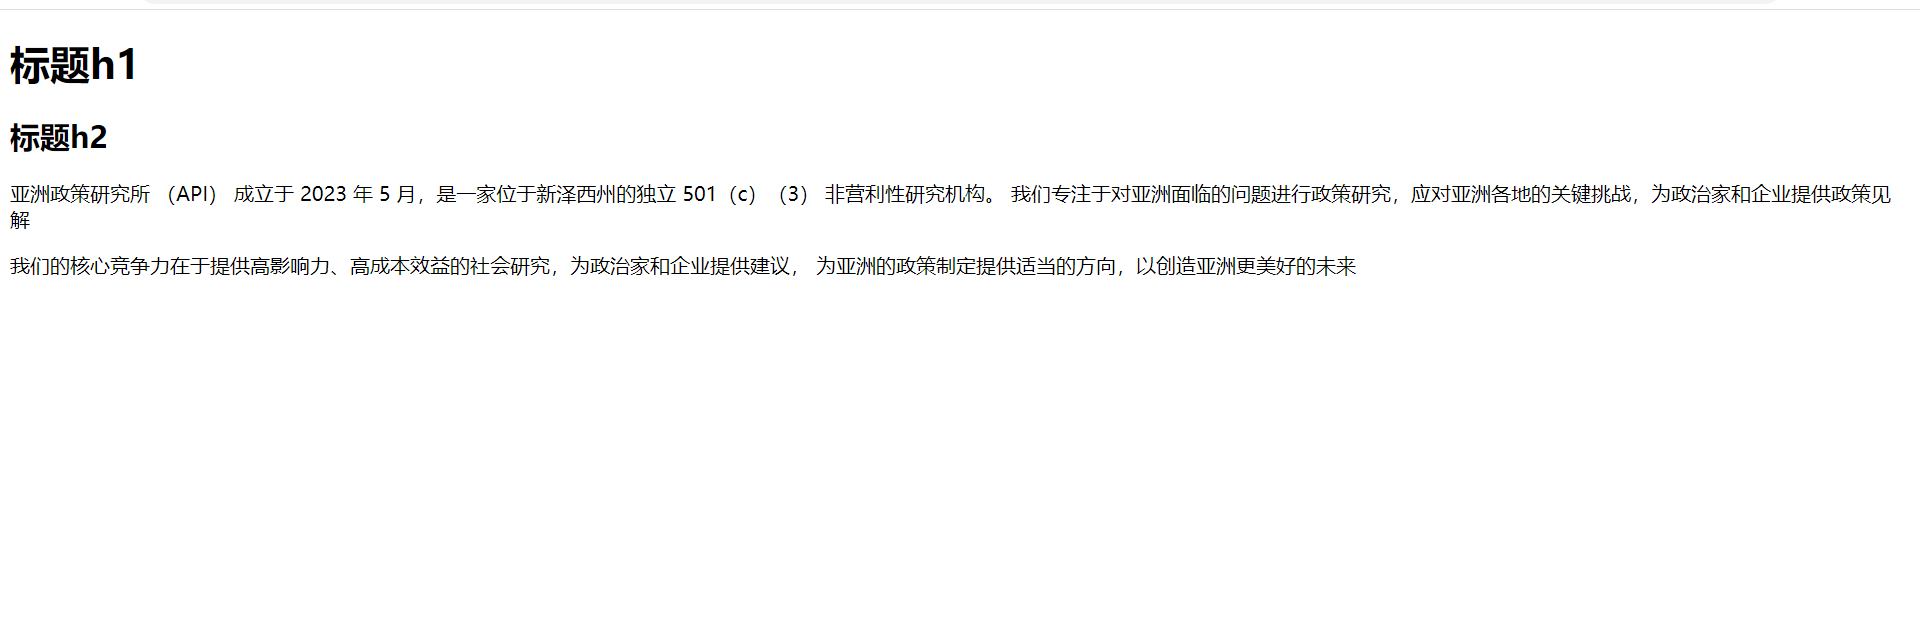 标题h1
标题h2
亚洲政策研究所 （API） 成立于 2023 年 5 月，是一家位于新泽西州的独立 501（c）（3） 非营利性研究机构。 我们专注于对亚洲面临的问题进行政策研究，应对亚洲各地的关键挑战，为政治家和企业提供政策见
解
我们的核心竞争力在于提供高影响力、高成本效益的社会研究，为政治家和企业提供建议， 为亚洲的政策制定提供适当的方向，以创造亚洲更美好的未来